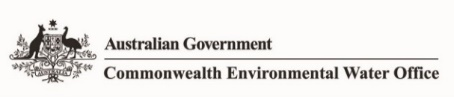 Australian Government
Commonwealth Environmental Water Office